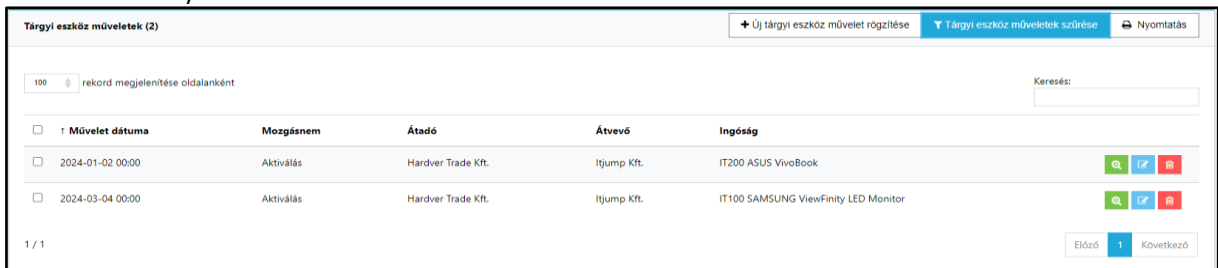 Tárgyi eszköz műveletek (2) Új tárgyi eszköz művelet rögzítése Tárgyi eszköz műveletek szűrése Nyomtatás
100 rekord megjelenítése oldalanként
Keresés:
↑ Művelet dátuma Mozgásnem Átadó Átvevő Ingóság
2024-01-02 00:00 Aktiválás Hardver Trade Kft. Itjump Kft. IT200 ASUS VivoBook
2024-03-04 00:00 Aktiválás Hardver Trade Kft. Itjump Kft. IT100 SAMSUNG ViewFinity LED Monitor
1 / 1 Előző 1 Következő